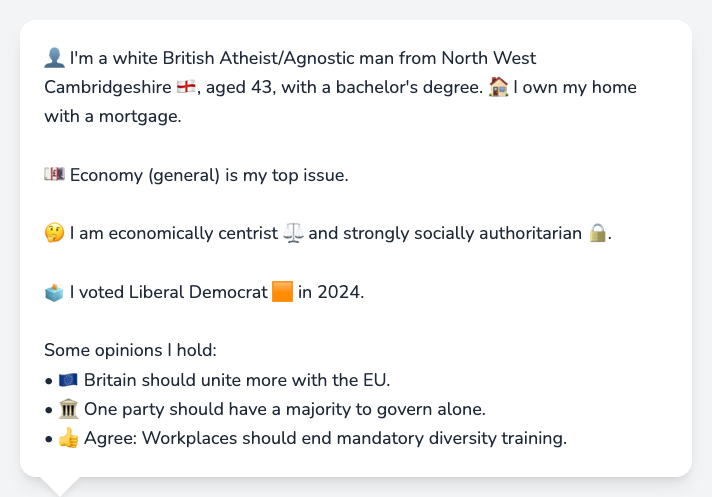 👤 I'm a white British Atheist/Agnostic man from North West
Cambridgeshire 🏴󠁧󠁢󠁥󠁮󠁧󠁿, aged 43, with a bachelor's degree. 🏠 I own my home
with a mortgage.
💷 Economy (general) is my top issue.
🤔 I am economically centrist ⚖️ and strongly socially authoritarian 🔒.
🗳️ I voted Liberal Democrat 🟧 in 2024.
Some opinions I hold:
• 🇪🇺 Britain should unite more with the EU.
• 🏛️ One party should have a majority to govern alone.
• 👍 Agree: Workplaces should end mandatory diversity training.